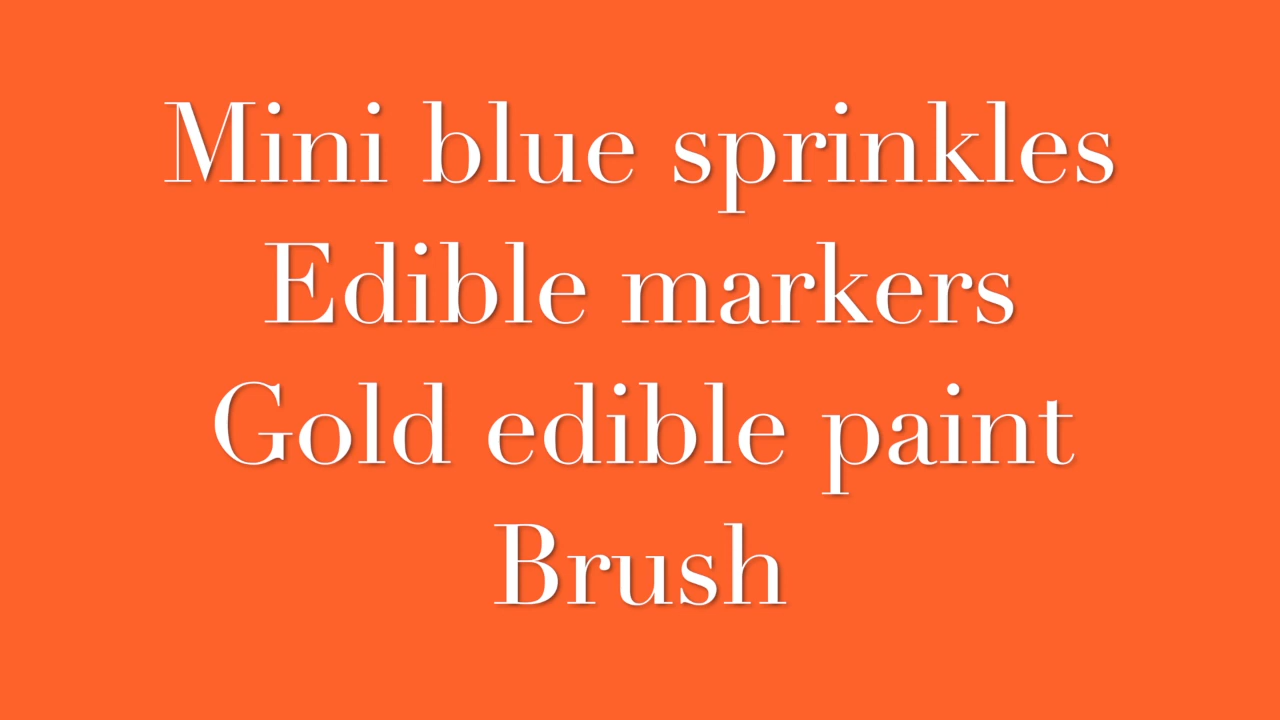 Mini blue sprinkles
Edible markers
Gold edible paint
Brush